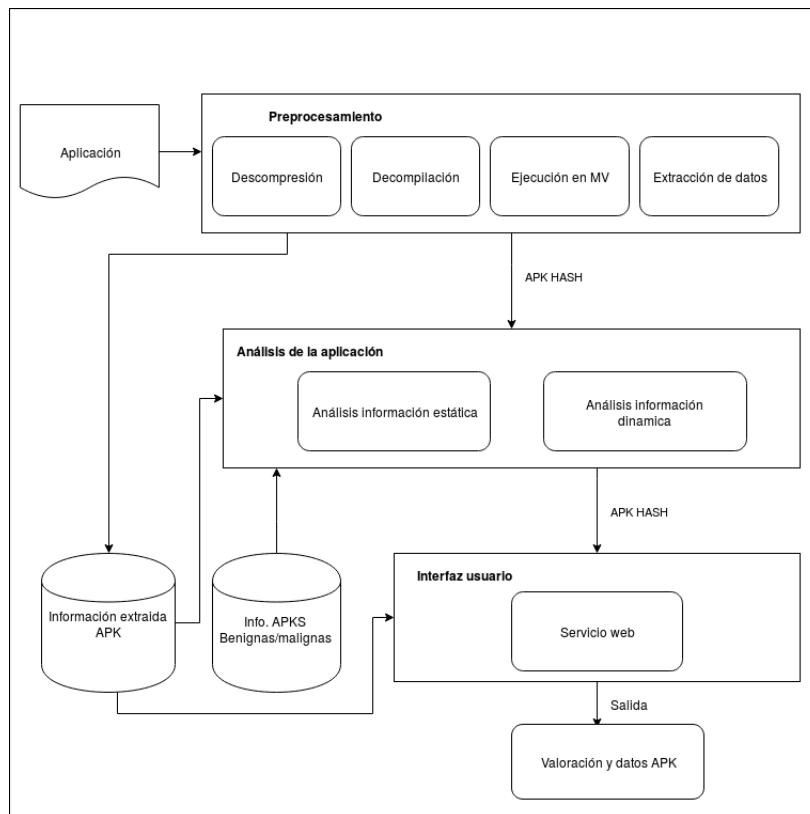 Preprocesamiento
Aplicación
Descompresión
Decompilación
Ejecución en MV
Extracción de datos
APK HASH
Análisis de la aplicación
Análisis información estática
Análisis información
dinamica
APK HASH
Información extraida
APK
Info. APKS
Benignas/malignas
Interfaz usuario
Servicio web
Salida
Valoración y datos APK